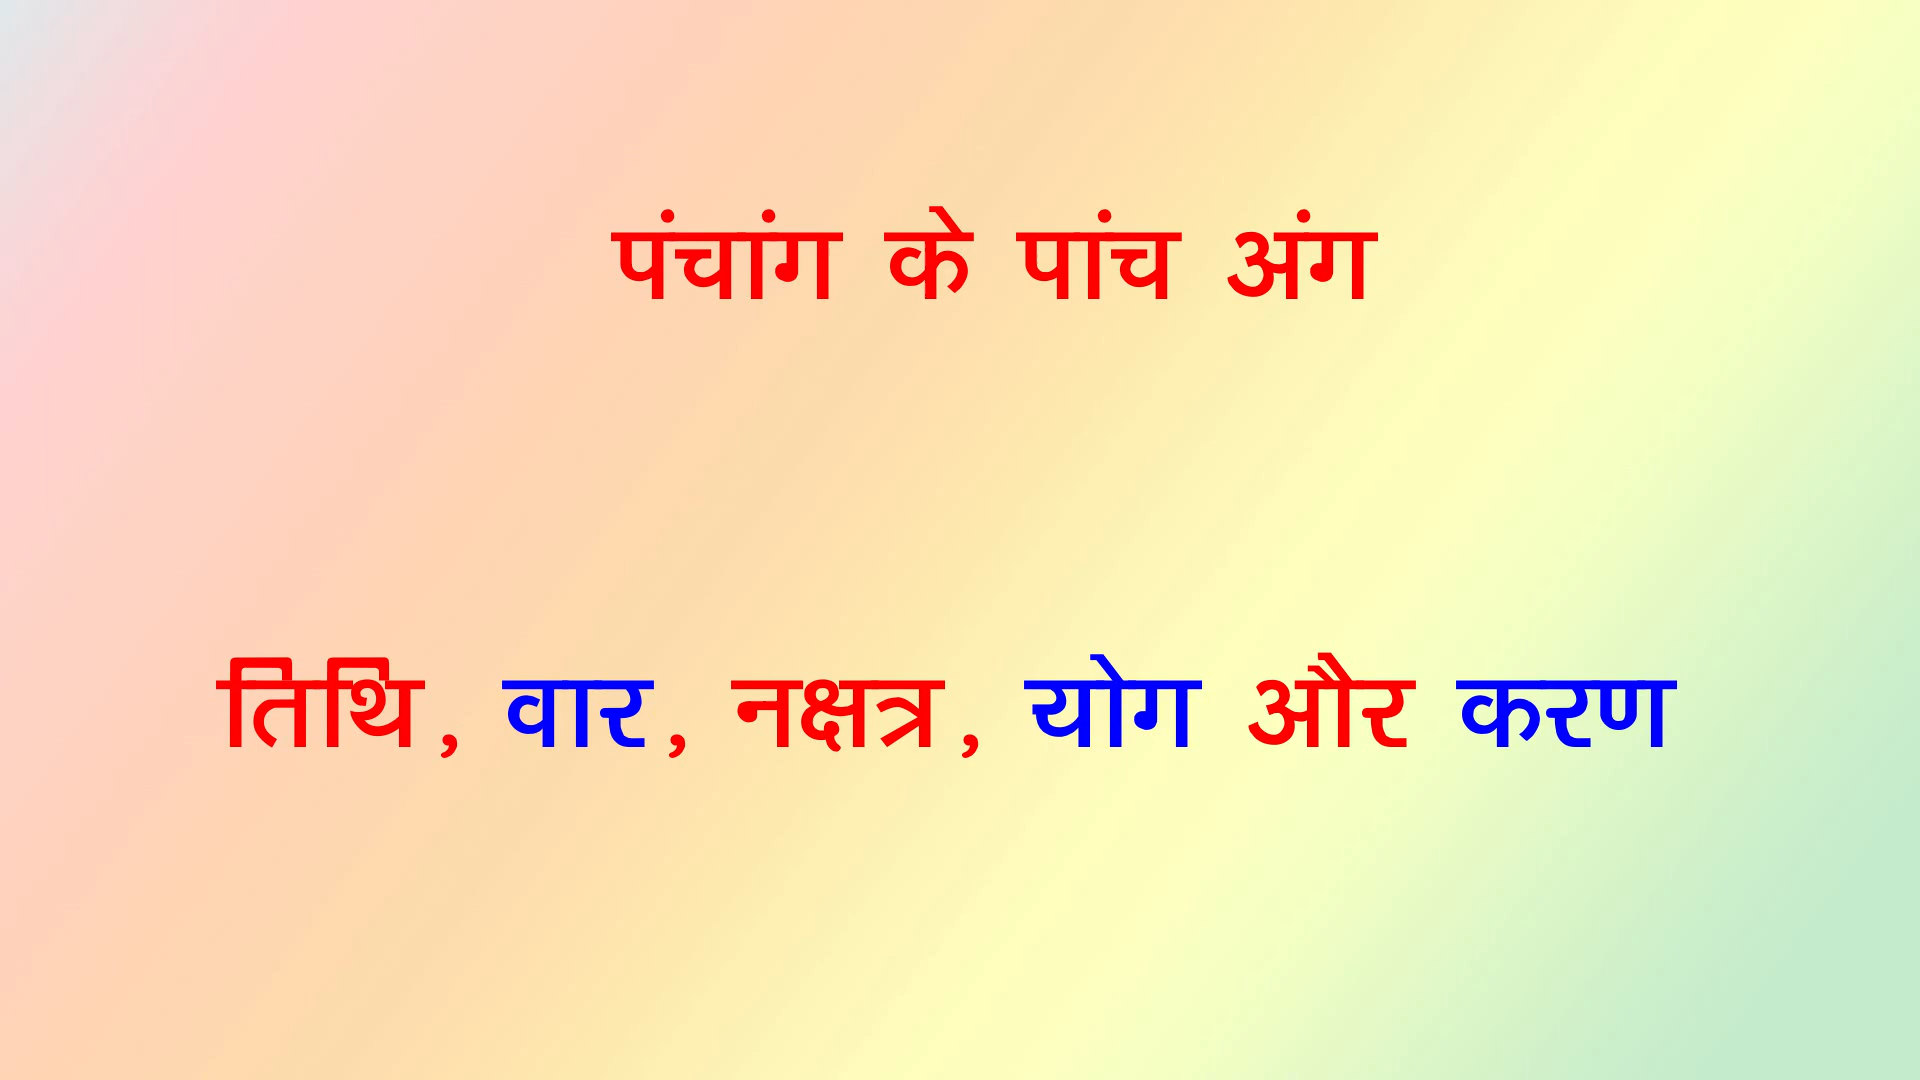 पंचांग के पांच अंग
तिथि, वार, नक्षत्र, योग और करण